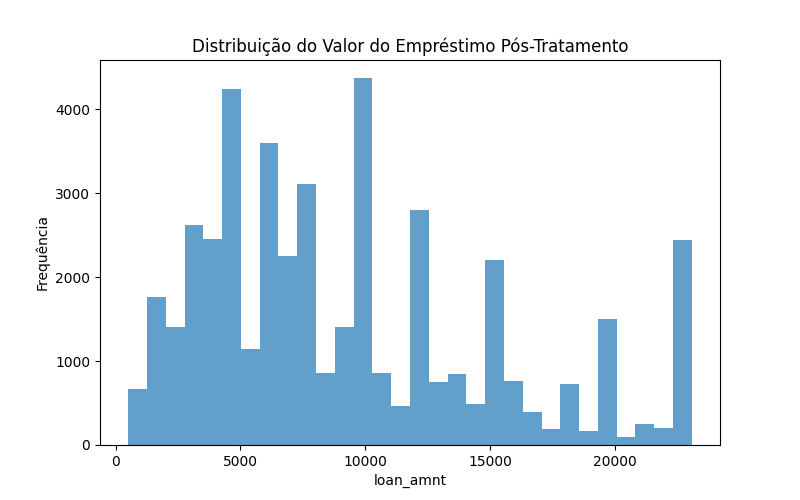 Distribuição do Valor do Empréstimo Pós-Tratamento
4000
3000
2000
1000
0
Frequência
0 5000 10000 15000 20000
loan_amnt